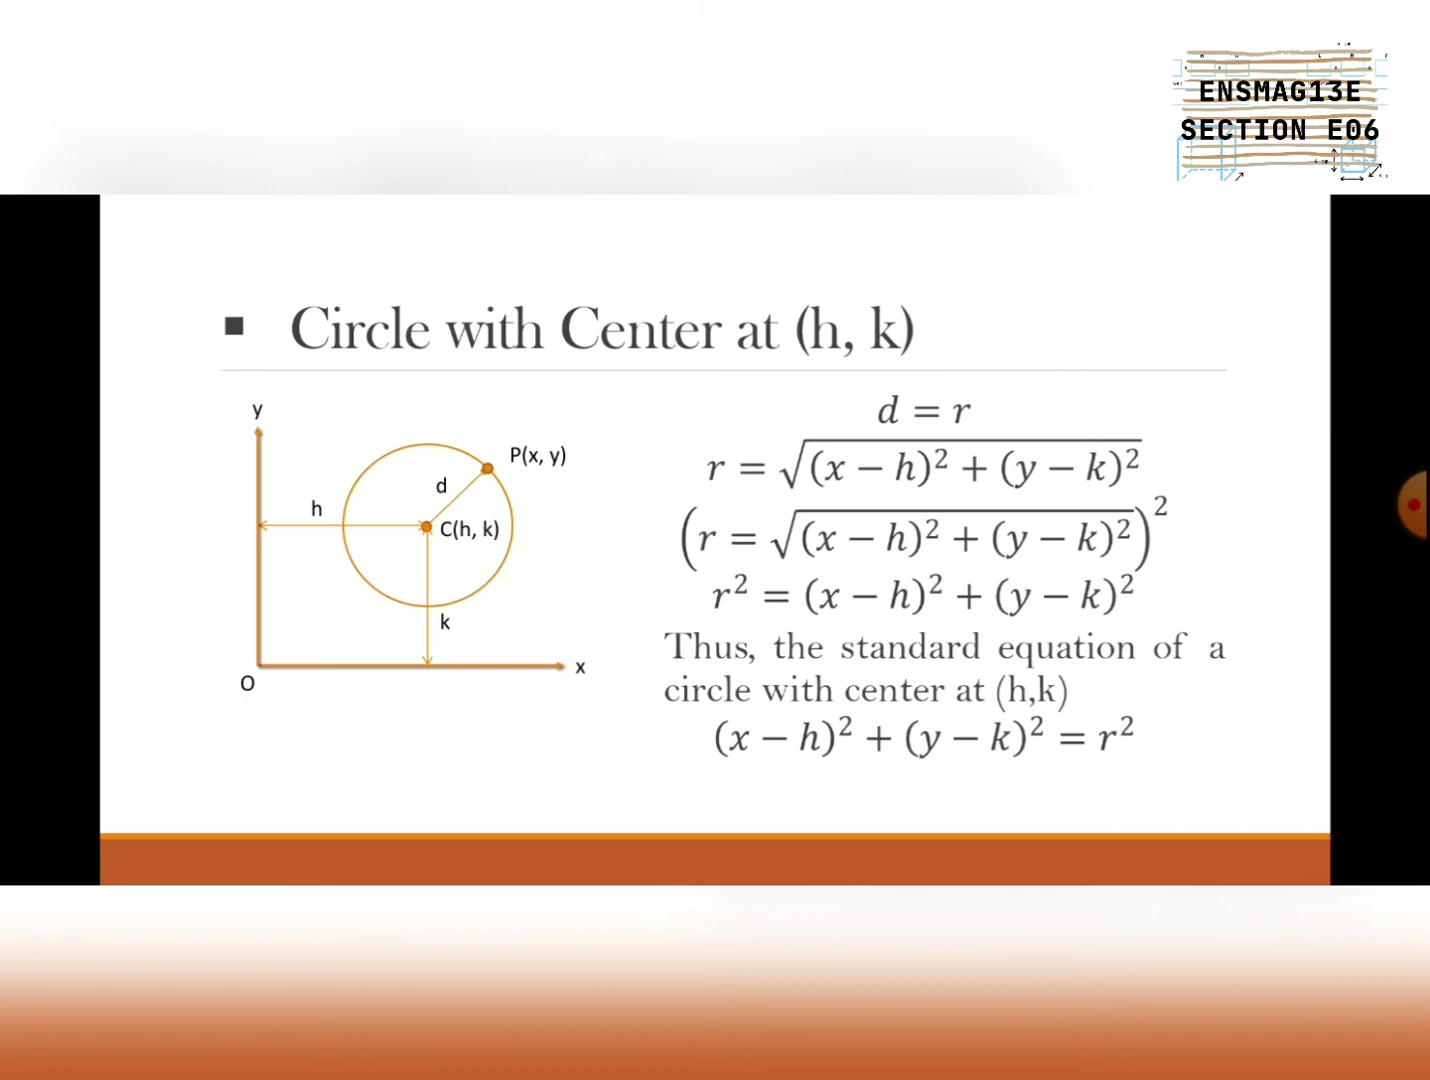 ENSMAG13E
SECTION E06
▪ Circle with Center at (h, k)
y
P(x, y)
d
h
C(h, k)
k
x
O
d = r
r = √((x − h)² + (y − k)²)
(r = √((x − h)² + (y − k)²))²
r² = (x − h)² + (y − k)²
Thus, the standard equation of a
circle with center at (h,k)
(x − h)² + (y − k)² = r²